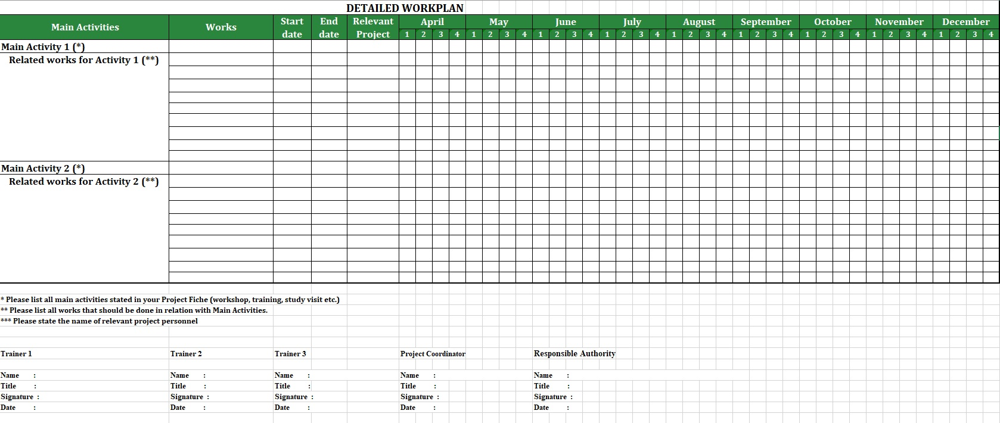 DETAILED WORKPLAN
Main Activities Works Start date End date Relevant Project April May June July August September October November December
1 2 3 4 1 2 3 4 1 2 3 4 1 2 3 4 1 2 3 4 1 2 3 4 1 2 3 4 1 2 3 4 1 2 3 4
Main Activity 1 (*)
Related works for Activity 1 (**)
Main Activity 2 (*)
Related works for Activity 2 (**)
* Please list all main activities stated in your Project Fiche (workshop, training, study visit etc.)
** Please list all works that should be done in relation with Main Activities.
*** Please state the name of relevant project personnel
Trainer 1 Trainer 2 Trainer 3 Project Coordinator Responsible Authority
Name : Name : Name : Name : Name :
Title : Title : Title : Title : Title :
Signature : Signature : Signature : Signature : Signature :
Date : Date : Date : Date : Date :